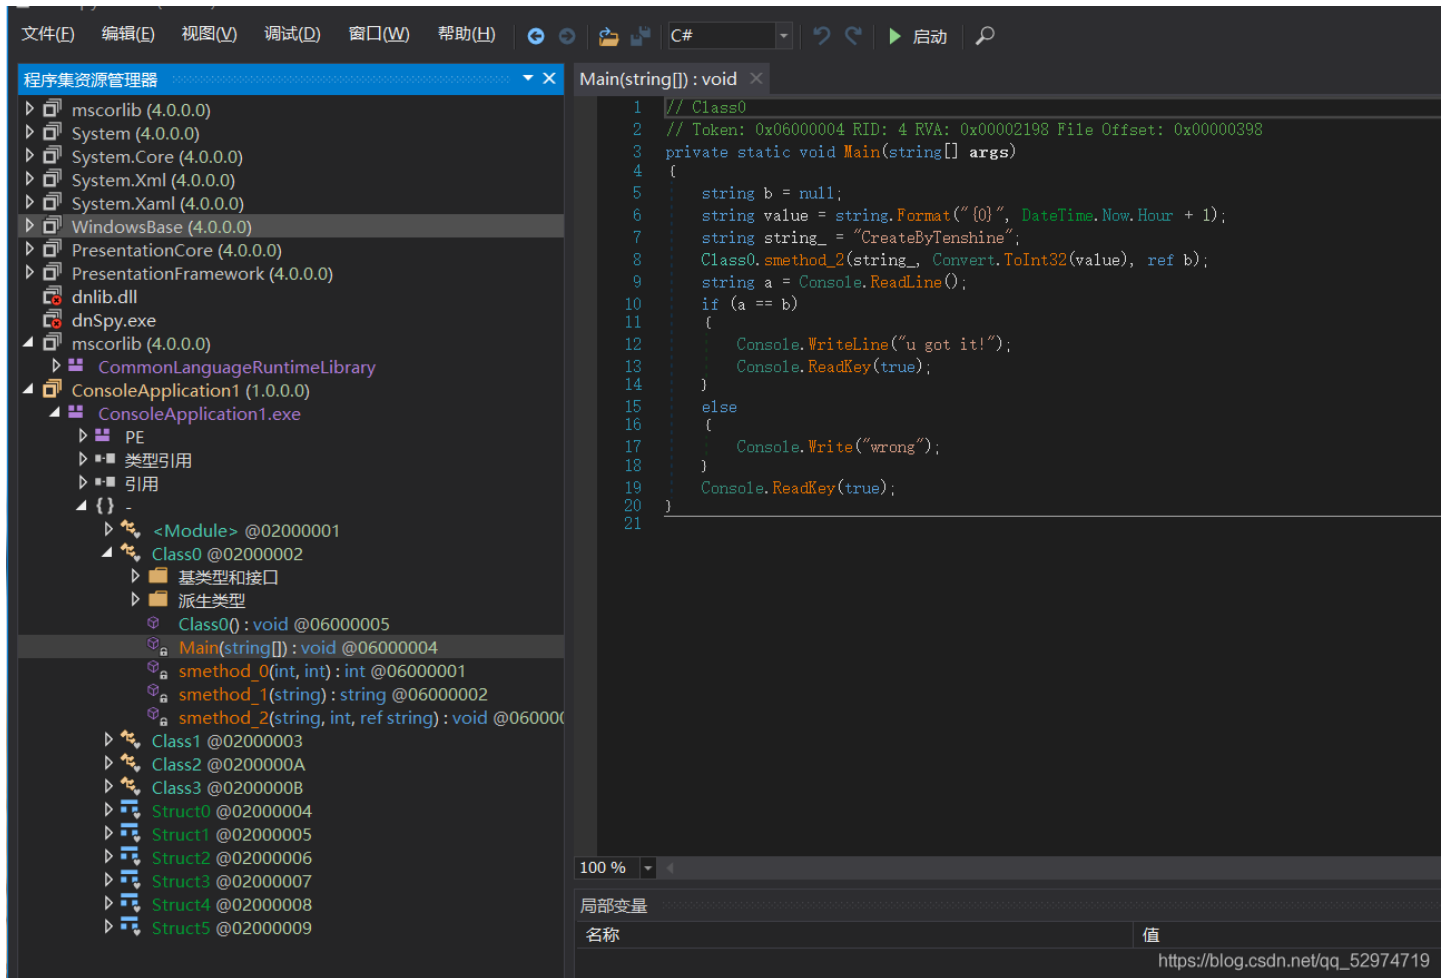 文件(F) 编辑(E) 视图(V) 调试(D) 窗口(W) 帮助(H) C# 启动
程序集资源管理器
mscorlib (4.0.0.0)
System (4.0.0.0)
System.Core (4.0.0.0)
System.Xml (4.0.0.0)
System.Xaml (4.0.0.0)
WindowsBase (4.0.0.0)
PresentationCore (4.0.0.0)
PresentationFramework (4.0.0.0)
dnlib.dll
dnSpy.exe
mscorlib (4.0.0.0)
CommonLanguageRuntimeLibrary
ConsoleApplication1 (1.0.0.0)
ConsoleApplication1.exe
PE
类型引用
引用
{ } -
<Module> @02000001
Class0 @02000002
基类型和接口
派生类型
Class0() : void @06000005
Main(string[]) : void @06000004
smethod_0(int, int) : int @06000001
smethod_1(string) : string @06000002
smethod_2(string, int, ref string) : void @060000
Class1 @02000003
Class2 @0200000A
Class3 @0200000B
Struct0 @02000004
Struct1 @02000005
Struct2 @02000006
Struct3 @02000007
Struct4 @02000008
Struct5 @02000009
Main(string[]) : void
1 // Class0
2 // Token: 0x06000004 RID: 4 RVA: 0x00002198 File Offset: 0x00000398
3 private static void Main(string[] args)
4 {
5 string b = null;
6 string value = string.Format("{0}", DateTime.Now.Hour + 1);
7 string string_ = "CreateByTenshine";
8 Class0.smethod_2(string_, Convert.ToInt32(value), ref b);
9 string a = Console.ReadLine();
10 if (a == b)
11 {
12 Console.WriteLine("u got it!");
13 Console.ReadKey(true);
14 }
15 else
16 {
17 Console.Write("wrong");
18 }
19 Console.ReadKey(true);
20 }
21
100 %
局部变量
名称 值
https://blog.csdn.net/qq_52974719